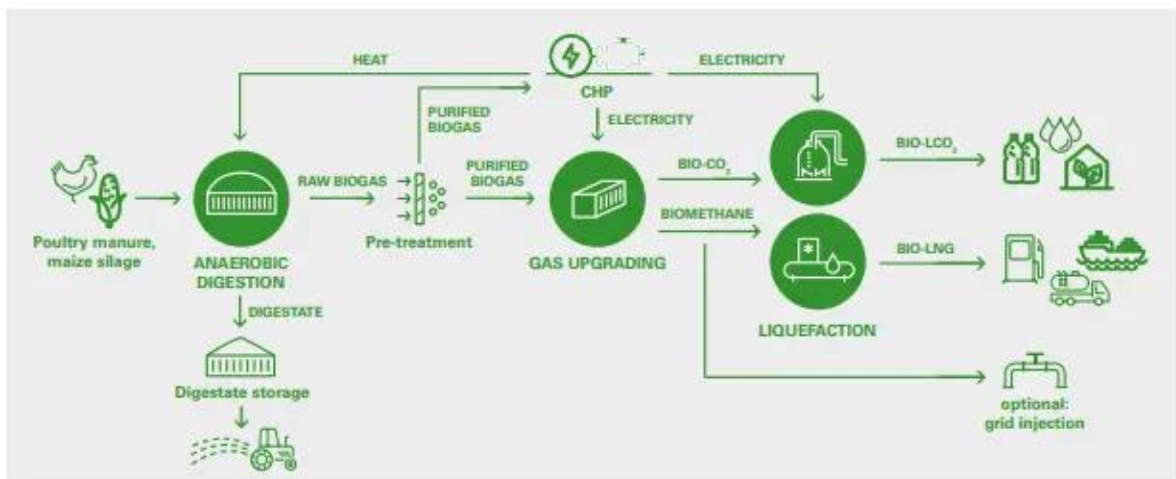 HEAT
CHP
ELECTRICITY
PURIFIED
BIOGAS
ELECTRICITY
Poultry manure,
maize silage
ANAEROBIC
DIGESTION
RAW BIOGAS
Pre-treatment
PURIFIED
BIOGAS
GAS UPGRADING
BIO-CO₂
BIOMETHANE
BIO-LCO₂
BIO-LNG
LIQUEFACTION
DIGESTATE
Digestate storage
optional:
grid injection